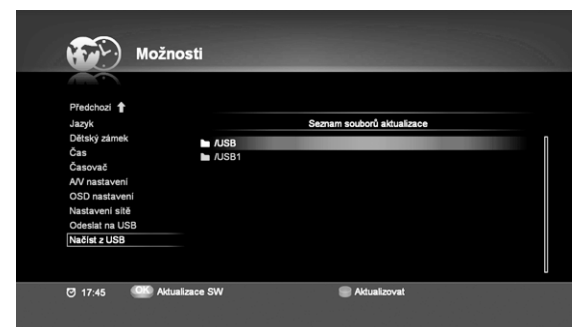 Možnosti
Předchozí ⬆
Jazyk
Seznam souborů aktualizace
Dětský zámek
/USB
Čas
/USB1
Časovač
A/V nastavení
OSD nastavení
Nastavení sítě
Odeslat na USB
Načíst z USB
17:45 OK Aktualizace SW Aktualizovat